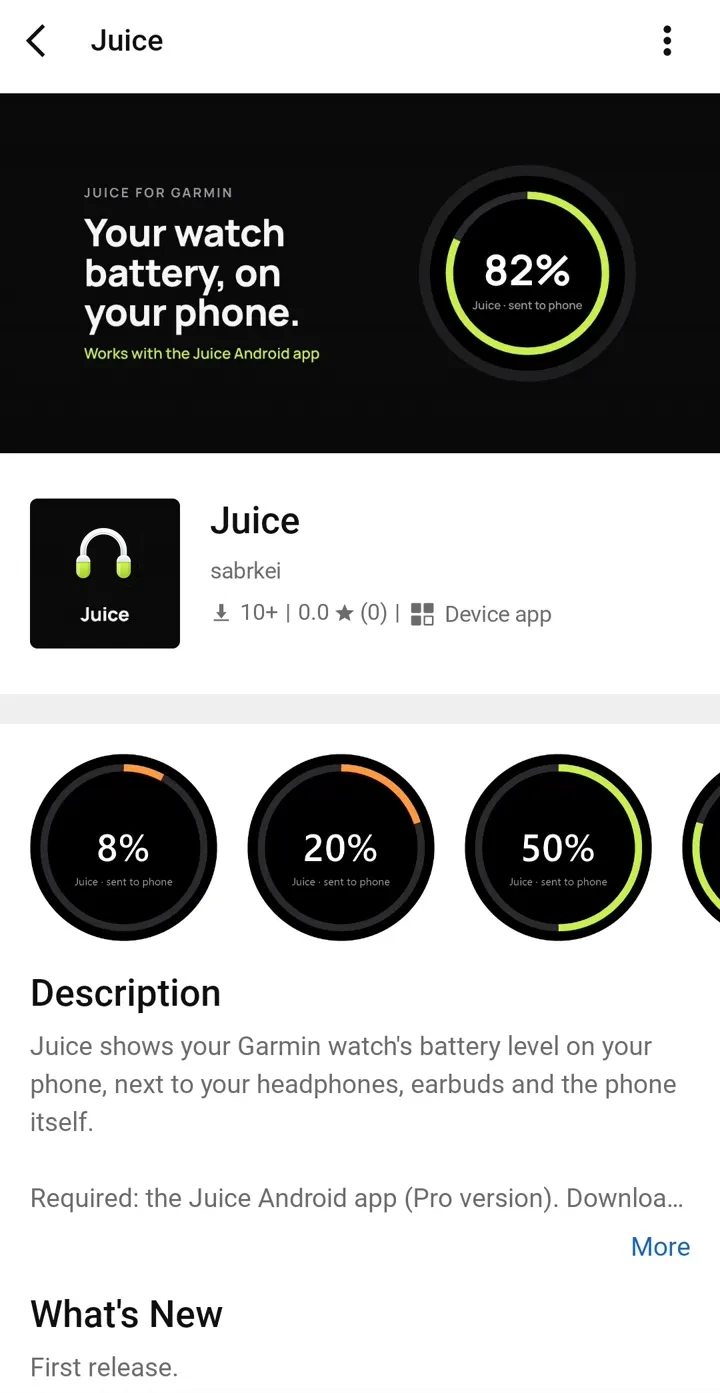 Juice
JUICE FOR GARMIN
Your watch
battery, on
your phone.
Works with the Juice Android app
82%
Juice · sent to phone
Juice
Juice
sabrkei
10+ | 0.0 ★ (0) | Device app
8%
Juice · sent to phone
20%
Juice · sent to phone
50%
Juice · sent to phone
Description
Juice shows your Garmin watch's battery level on your
phone, next to your headphones, earbuds and the phone
itself.
Required: the Juice Android app (Pro version). Downloa...
More
What's New
First release.